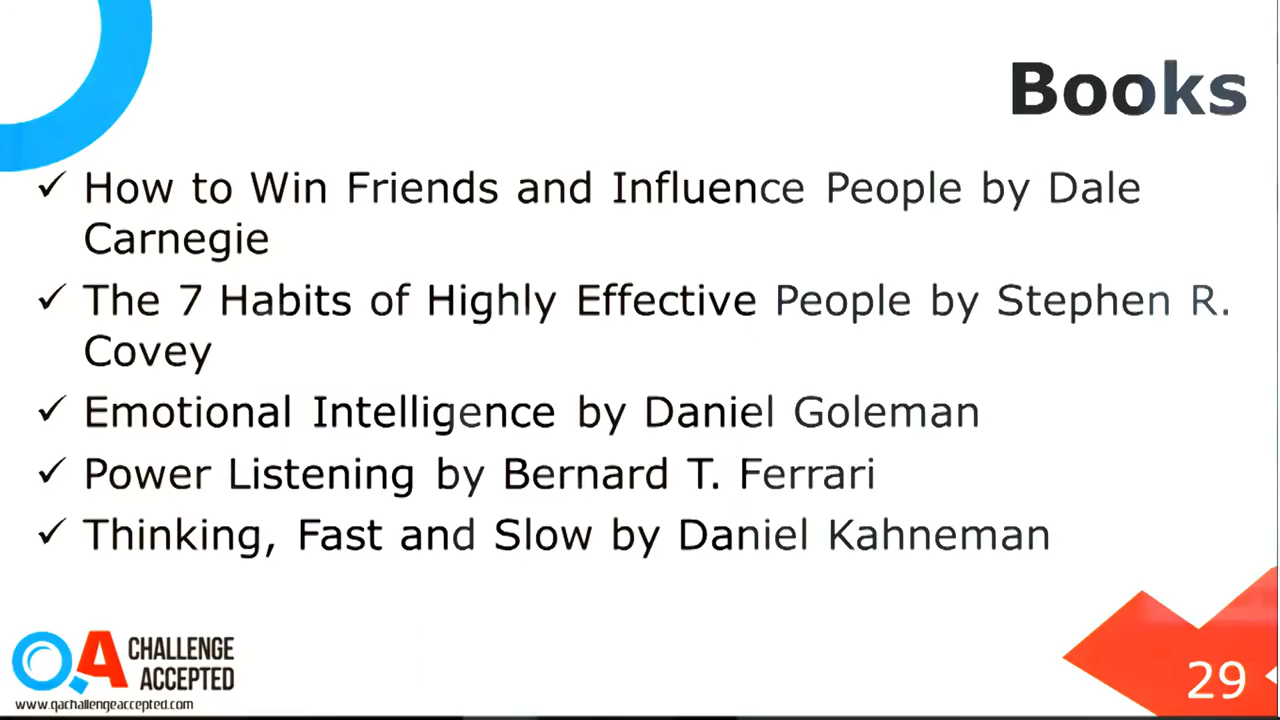 Books
✓ How to Win Friends and Influence People by Dale
Carnegie
✓ The 7 Habits of Highly Effective People by Stephen R.
Covey
✓ Emotional Intelligence by Daniel Goleman
✓ Power Listening by Bernard T. Ferrari
✓ Thinking, Fast and Slow by Daniel Kahneman
QA CHALLENGE
ACCEPTED
www.qachallengeaccepted.com
29